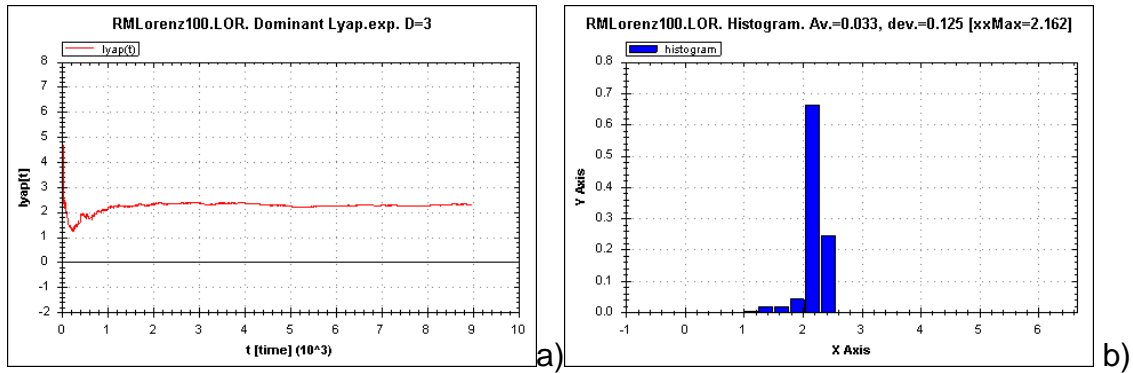 RMLorenz100.LOR. Dominant Lyap.exp. D=3
lyap(t)
8
7
6
5
4
3
2
1
0
-1
-2
lyap[t]
0 1 2 3 4 5 6 7 8 9 10
t [time] (10^3)
a)
RMLorenz100.LOR. Histogram. Av.=0.033, dev.=0.125 [xxMax=2.162]
histogram
0.8
0.7
0.6
0.5
0.4
0.3
0.2
0.1
0.0
Y Axis
-1 0 1 2 3 4 5 6
X Axis
b)